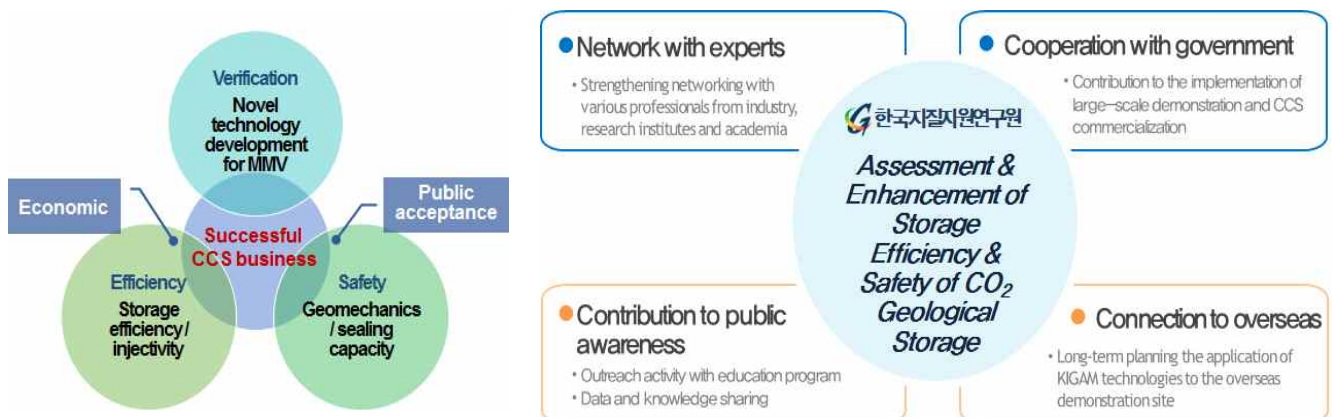 Verification
Novel
technology
development
for MMV
Economic
Public
acceptance
Successful
CCS business
Efficiency
Storage
efficiency/
injectivity
Safety
Geomechanics
/sealing
capacity
Network with experts
• Strengthening networking with
various professionals from industry,
research institutes and academia
Cooperation with government
• Contribution to the implementation of
large-scale demonstration and CCS
commercialization
한국지질자원연구원
Assessment &
Enhancement of
Storage
Efficiency &
Safety of CO₂
Geological
Storage
Contribution to public
awareness
• Outreach activity with education program
• Data and knowledge sharing
Connection to overseas
• Long-term planning the application of
KIGAM technologies to the overseas
demonstration site